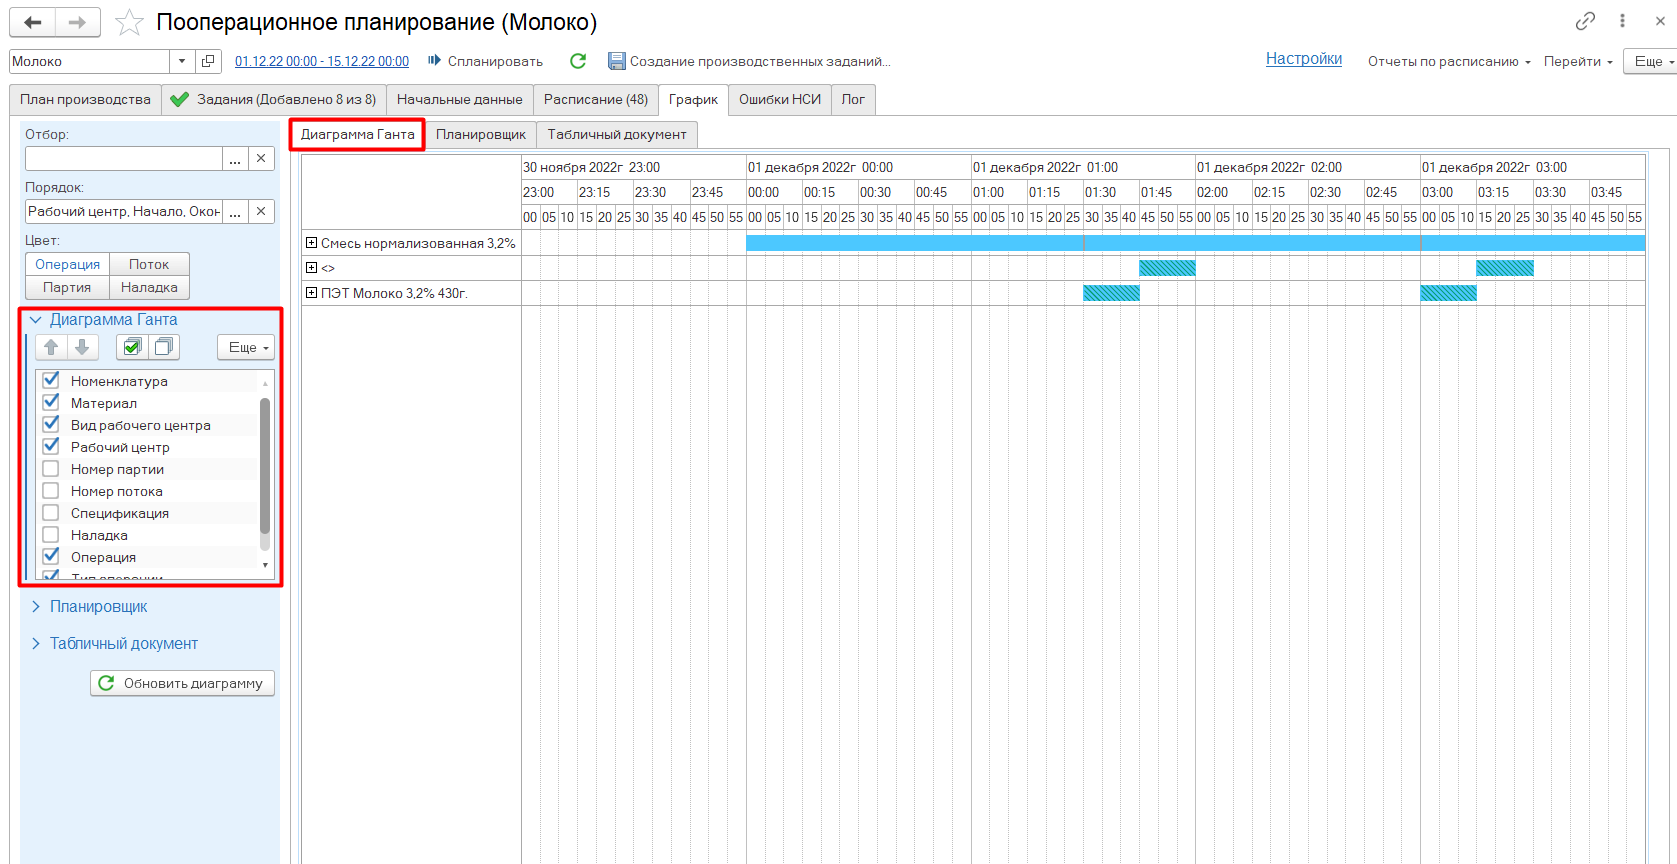 Пооперационное планирование (Молоко)
Молоко 01.12.22 00:00 - 15.12.22 00:00 Спланировать Создание производственных заданий... Настройки Отчеты по расписанию Перейти Еще
План производства Задания (Добавлено 8 из 8) Начальные данные Расписание (48) График Ошибки НСИ Лог
Отбор:
...
Порядок:
Рабочий центр, Начало, Окон ...
Цвет:
Операция Поток
Партия Наладка
Диаграмма Ганта
Еще
Номенклатура
Материал
Вид рабочего центра
Рабочий центр
Номер партии
Номер потока
Спецификация
Наладка
Операция
Тип операции
Планировщик
Табличный документ
Обновить диаграмму
Диаграмма Ганта Планировщик Табличный документ
30 ноября 2022г 23:00 01 декабря 2022г 00:00 01 декабря 2022г 01:00 01 декабря 2022г 02:00 01 декабря 2022г 03:00
23:00 23:15 23:30 23:45 00:00 00:15 00:30 00:45 01:00 01:15 01:30 01:45 02:00 02:15 02:30 02:45 03:00 03:15 03:30 03:45
00 05 10 15 20 25 30 35 40 45 50 55 00 05 10 15 20 25 30 35 40 45 50 55 00 05 10 15 20 25 30 35 40 45 50 55 00 05 10 15 20 25 30 35 40 45 50 55 00 05 10 15 20 25 30 35 40 45 50 55
Смесь нормализованная 3,2%
<>
ПЭТ Молоко 3,2% 430г.